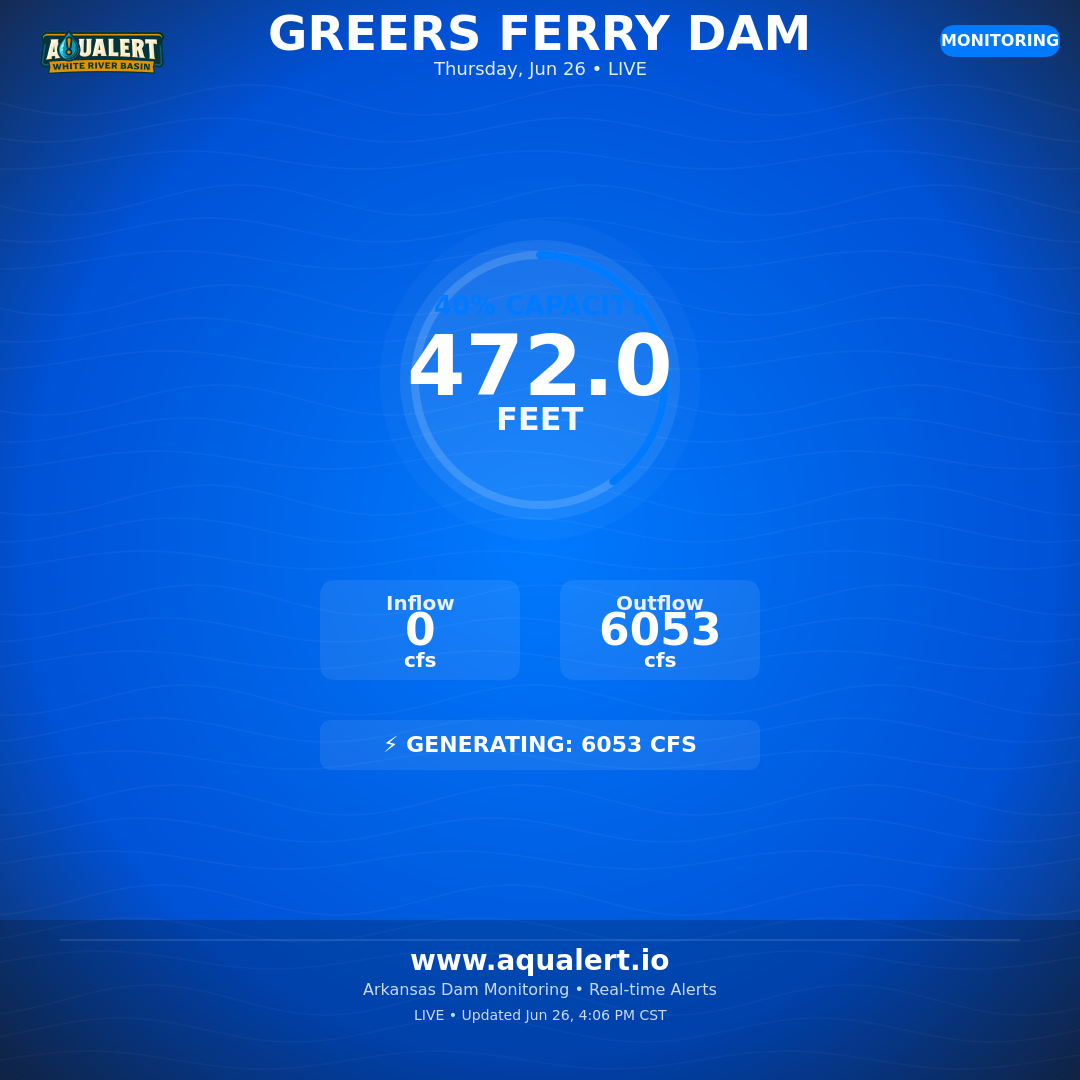 AQUALERT
WHITE RIVER BASIN
GREERS FERRY DAM
Thursday, Jun 26 • LIVE
MONITORING
40% CAPACITY
472.0
FEET
Inflow
0
cfs
Outflow
6053
cfs
⚡ GENERATING: 6053 CFS
www.aqualert.io
Arkansas Dam Monitoring • Real-time Alerts
LIVE • Updated Jun 26, 4:06 PM CST